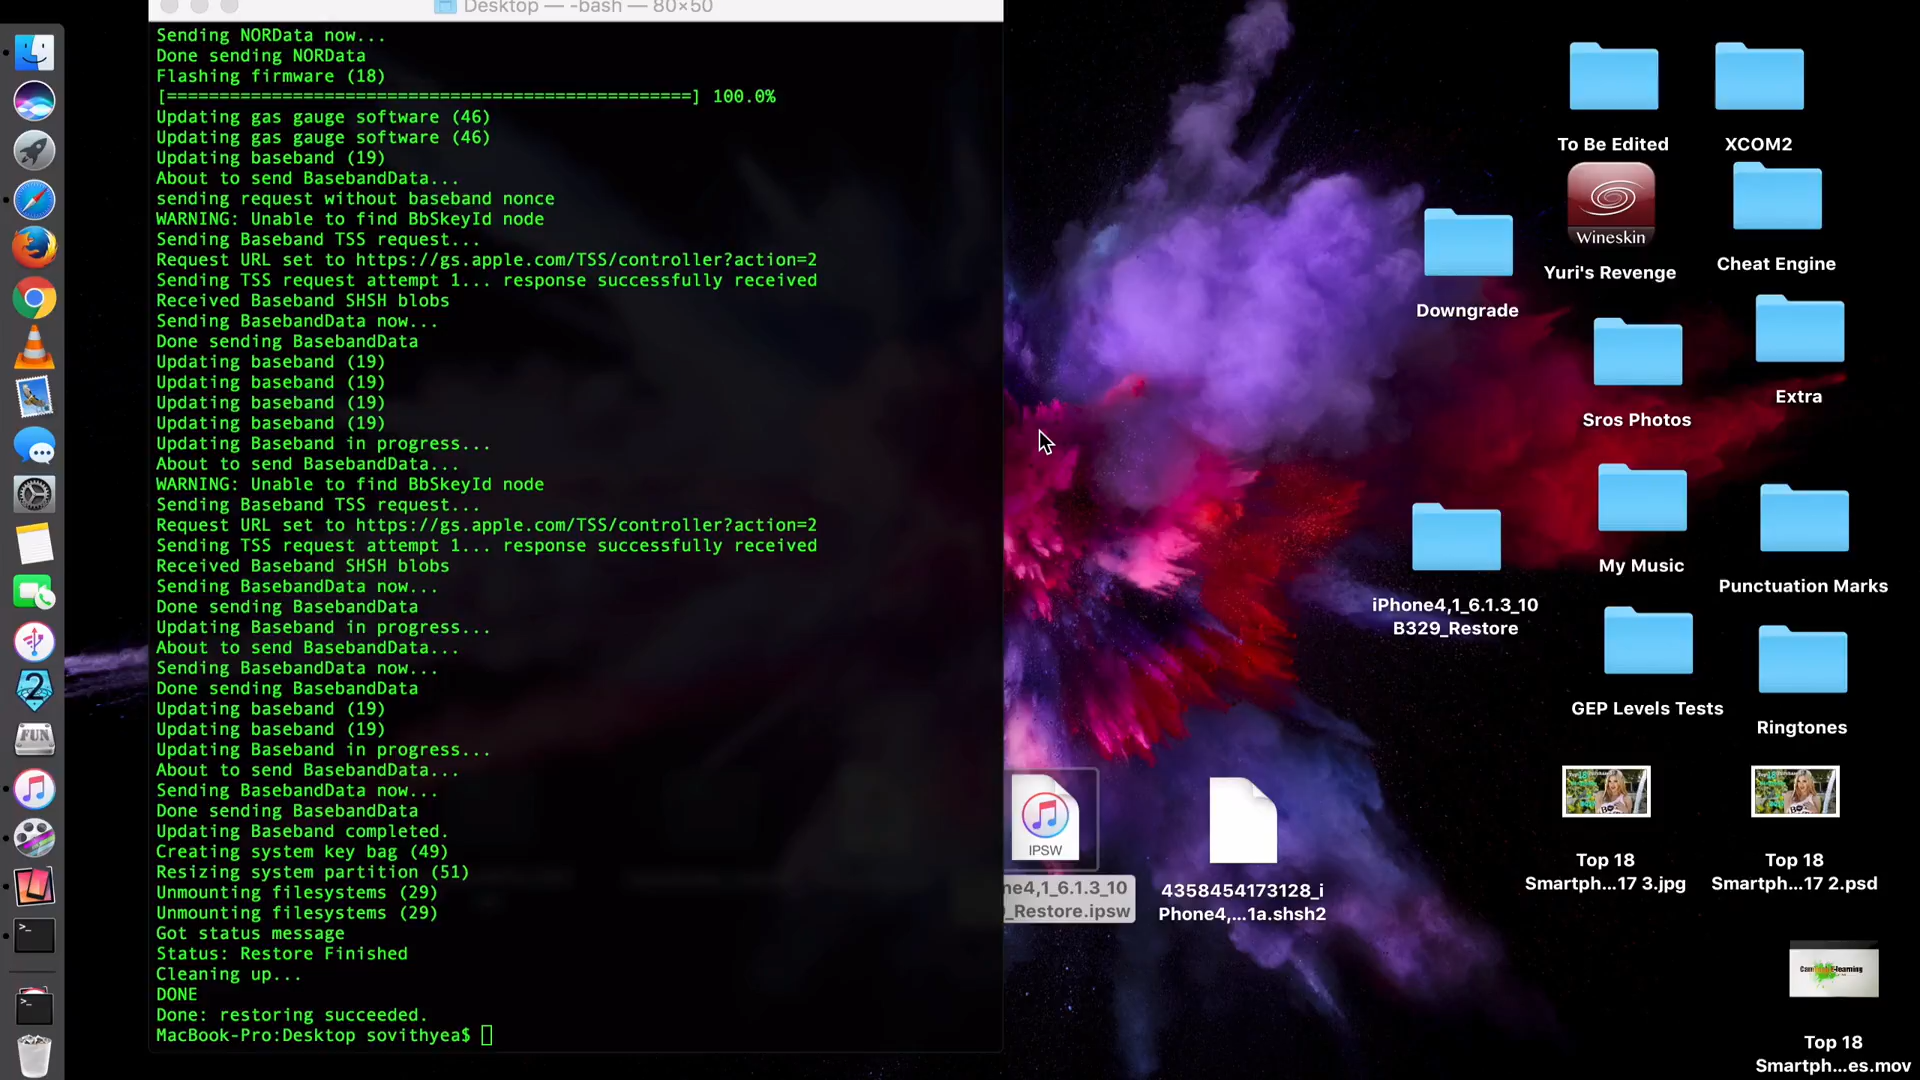 Desktop — -bash — 80×50
Sending NORData now...
Done sending NORData
Flashing firmware (18)
[==================================================] 100.0%
Updating gas gauge software (46)
Updating gas gauge software (46)
Updating baseband (19)
About to send BasebandData...
sending request without baseband nonce
WARNING: Unable to find BbSkeyId node
Sending Baseband TSS request...
Request URL set to https://gs.apple.com/TSS/controller?action=2
Sending TSS request attempt 1... response successfully received
Received Baseband SHSH blobs
Sending BasebandData now...
Done sending BasebandData
Updating baseband (19)
Updating baseband (19)
Updating baseband (19)
Updating baseband (19)
Updating Baseband in progress...
About to send BasebandData...
WARNING: Unable to find BbSkeyId node
Sending Baseband TSS request...
Request URL set to https://gs.apple.com/TSS/controller?action=2
Sending TSS request attempt 1... response successfully received
Received Baseband SHSH blobs
Sending BasebandData now...
Done sending BasebandData
Updating Baseband in progress...
About to send BasebandData...
Sending BasebandData now...
Done sending BasebandData
Updating baseband (19)
Updating baseband (19)
Updating Baseband in progress...
About to send BasebandData...
Sending BasebandData now...
Done sending BasebandData
Updating Baseband completed.
Creating system key bag (49)
Resizing system partition (51)
Unmounting filesystems (29)
Unmounting filesystems (29)
Got status message
Status: Restore Finished
Cleaning up...
DONE
Done: restoring succeeded.
MacBook-Pro:Desktop sovithyea$
To Be Edited
XCOM2
Wineskin
Yuri's Revenge
Cheat Engine
Downgrade
Sros Photos
Extra
iPhone4,1_6.1.3_10
B329_Restore
My Music
Punctuation Marks
GEP Levels Tests
Ringtones
IPSW
ne4,1_6.1.3_10
_Restore.ipsw
4358454173128_i
Phone4,...1a.shsh2
Top 18
Smartph...17 3.jpg
Top 18
Smartph...17 2.psd
Top 18
Smartph...es.mov
2
FUN